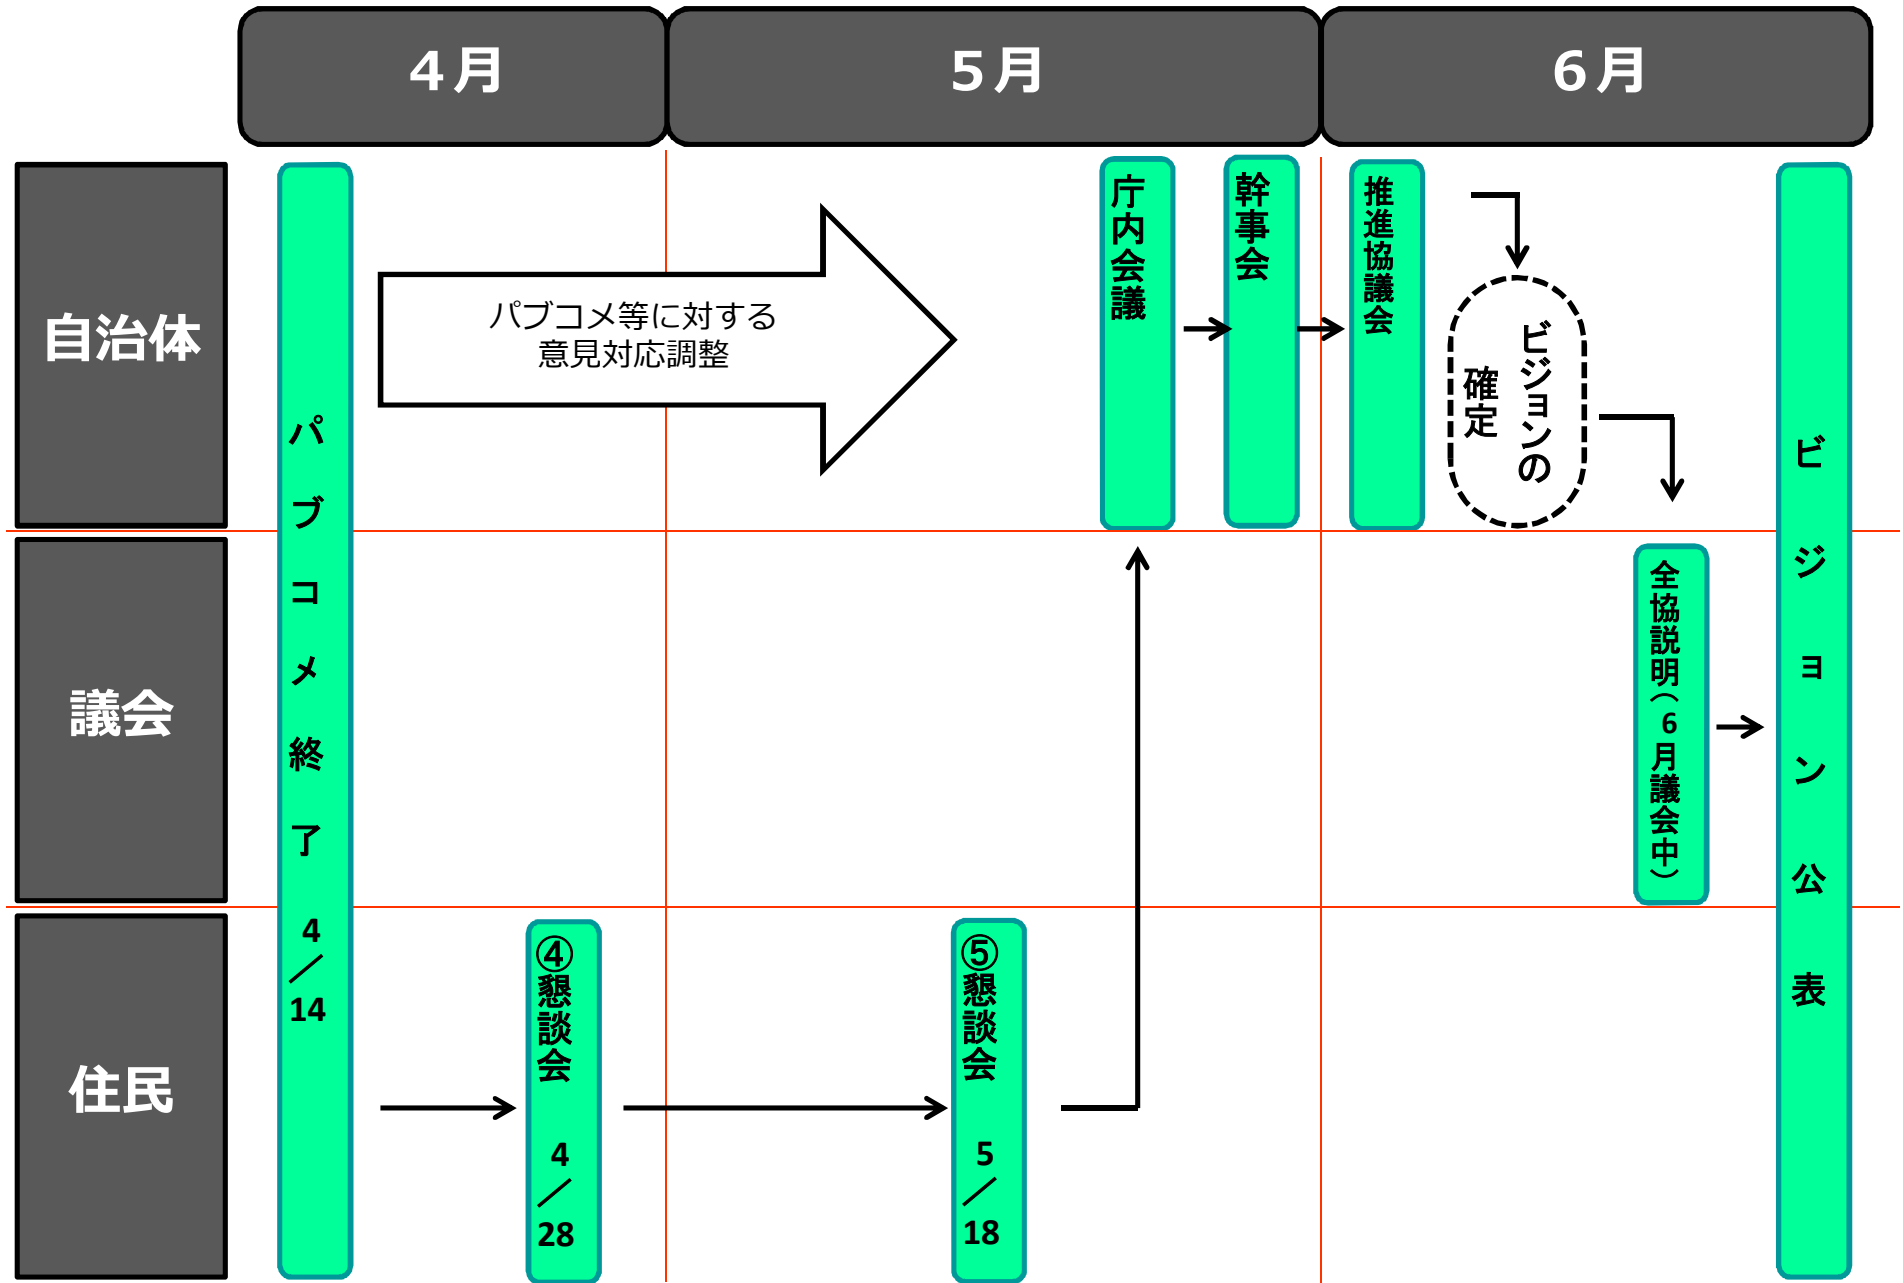 ４月
５月
６月
自治体
議会
住民
パブコメ終了 4／14
パブコメ等に対する
意見対応調整
庁内会議
幹事会
推進協議会
ビジョンの
確定
全協説明（6月議会中）
④懇談会 4／28
⑤懇談会 5／18
ビジョン公表